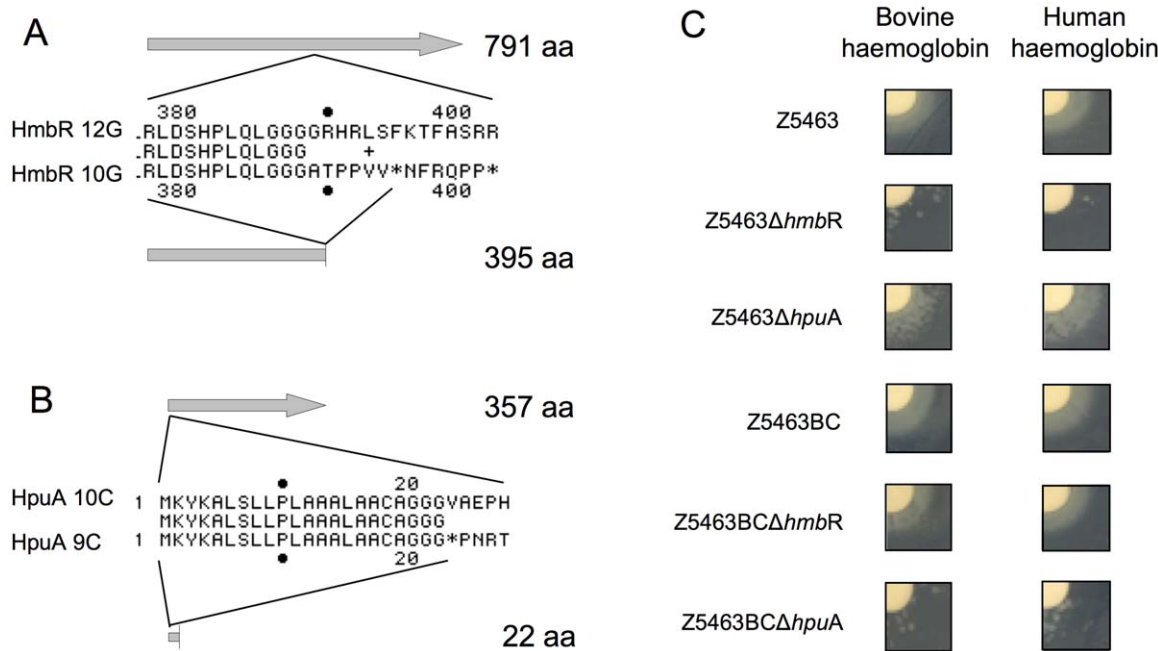 A
791 aa
380 • 400
HmbR 12G .RLDSHPLQLGGGGRHRLSFKTFASRR
.RLDSHPLQLGGG +
HmbR 10G .RLDSHPLQLGGGATPPVV*NFRQPP*
380 • 400
395 aa
B
357 aa
• 20
HpuA 10C 1 MKYKALSLLPLAAALAACAGGGVAEPH
MKYKALSLLPLAAALAACAGGG
HpuA 9C 1 MKYKALSLLPLAAALAACAGGG*PNRT
• 20
22 aa
C
Bovine haemoglobin
Human haemoglobin
Z5463
Z5463ΔhmbR
Z5463ΔhpuA
Z5463BC
Z5463BCΔhmbR
Z5463BCΔhpuA